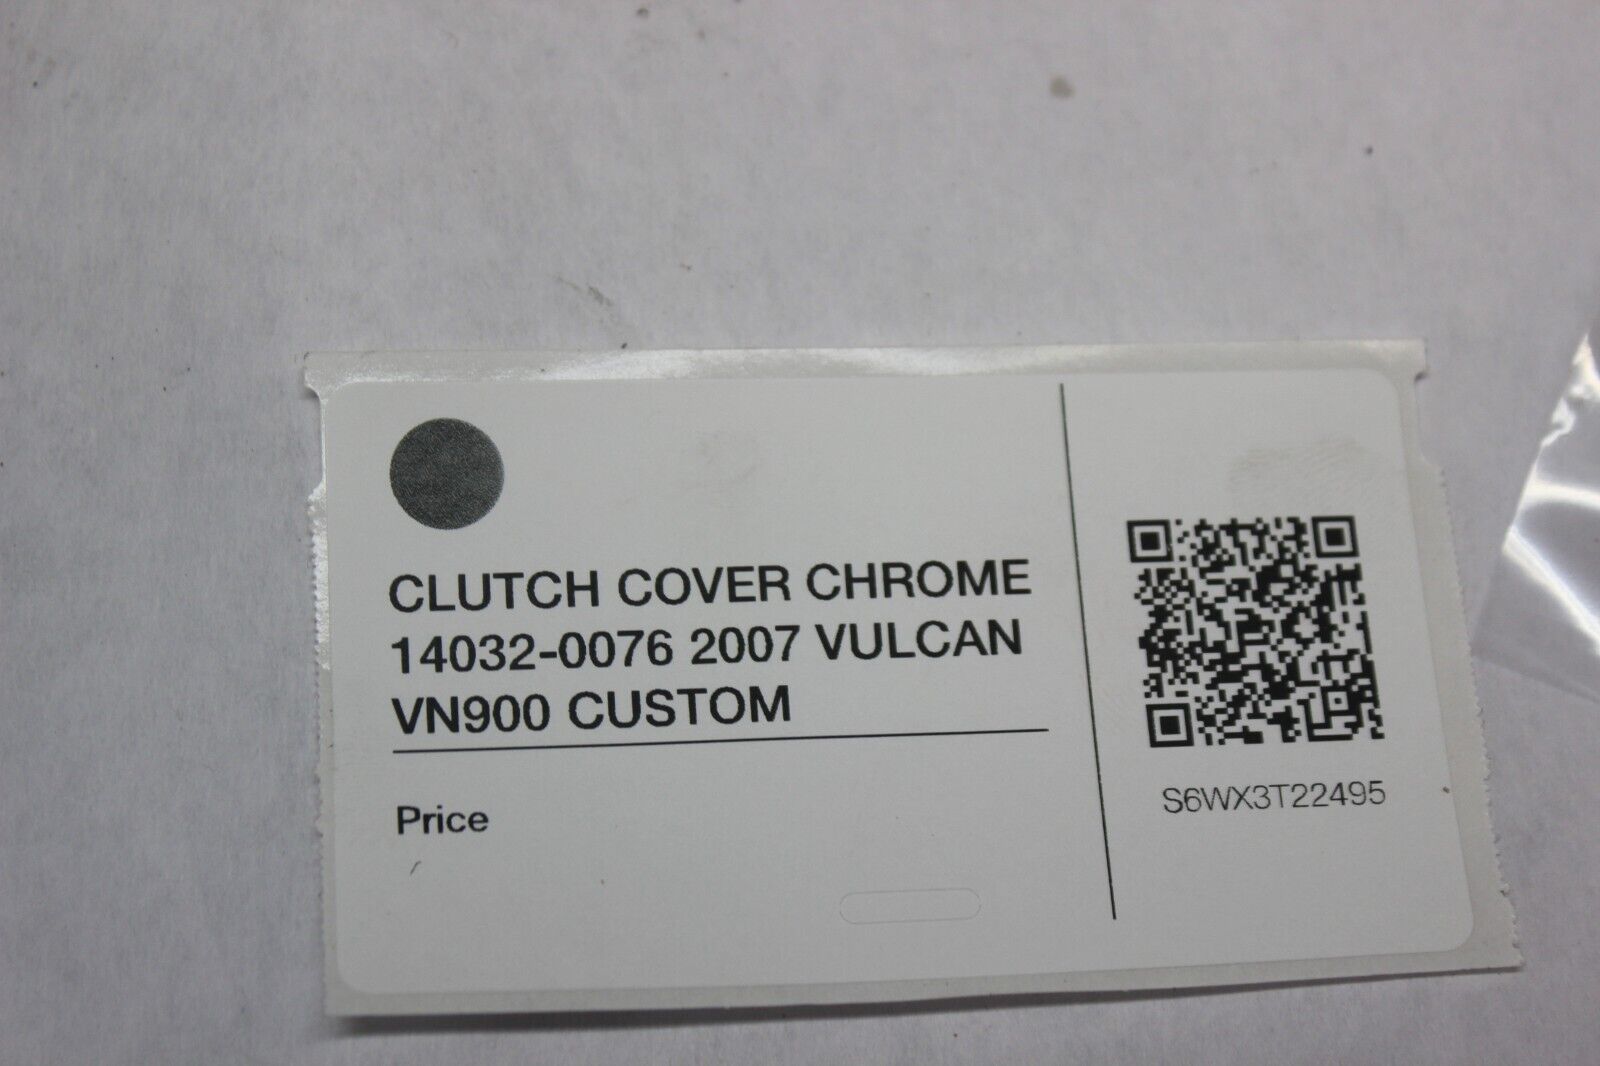 CLUTCH COVER CHROME
14032-0076 2007 VULCAN
VN900 CUSTOM
Price
S6WX3T22495